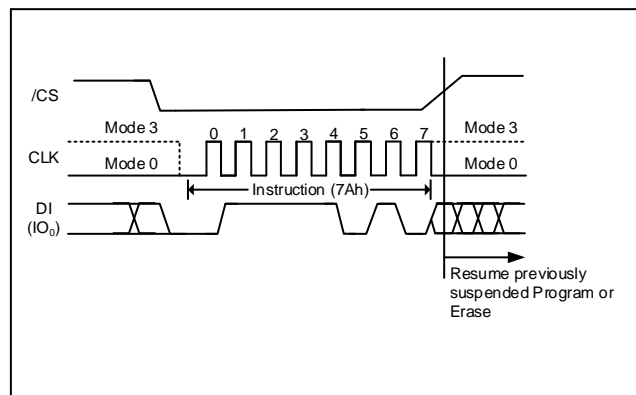 /CS
Mode 3
0 1 2 3 4 5 6 7
Mode 3
CLK
Mode 0
Mode 0
Instruction (7Ah)
DI
(IO₀)
Resume previously
suspended Program or
Erase